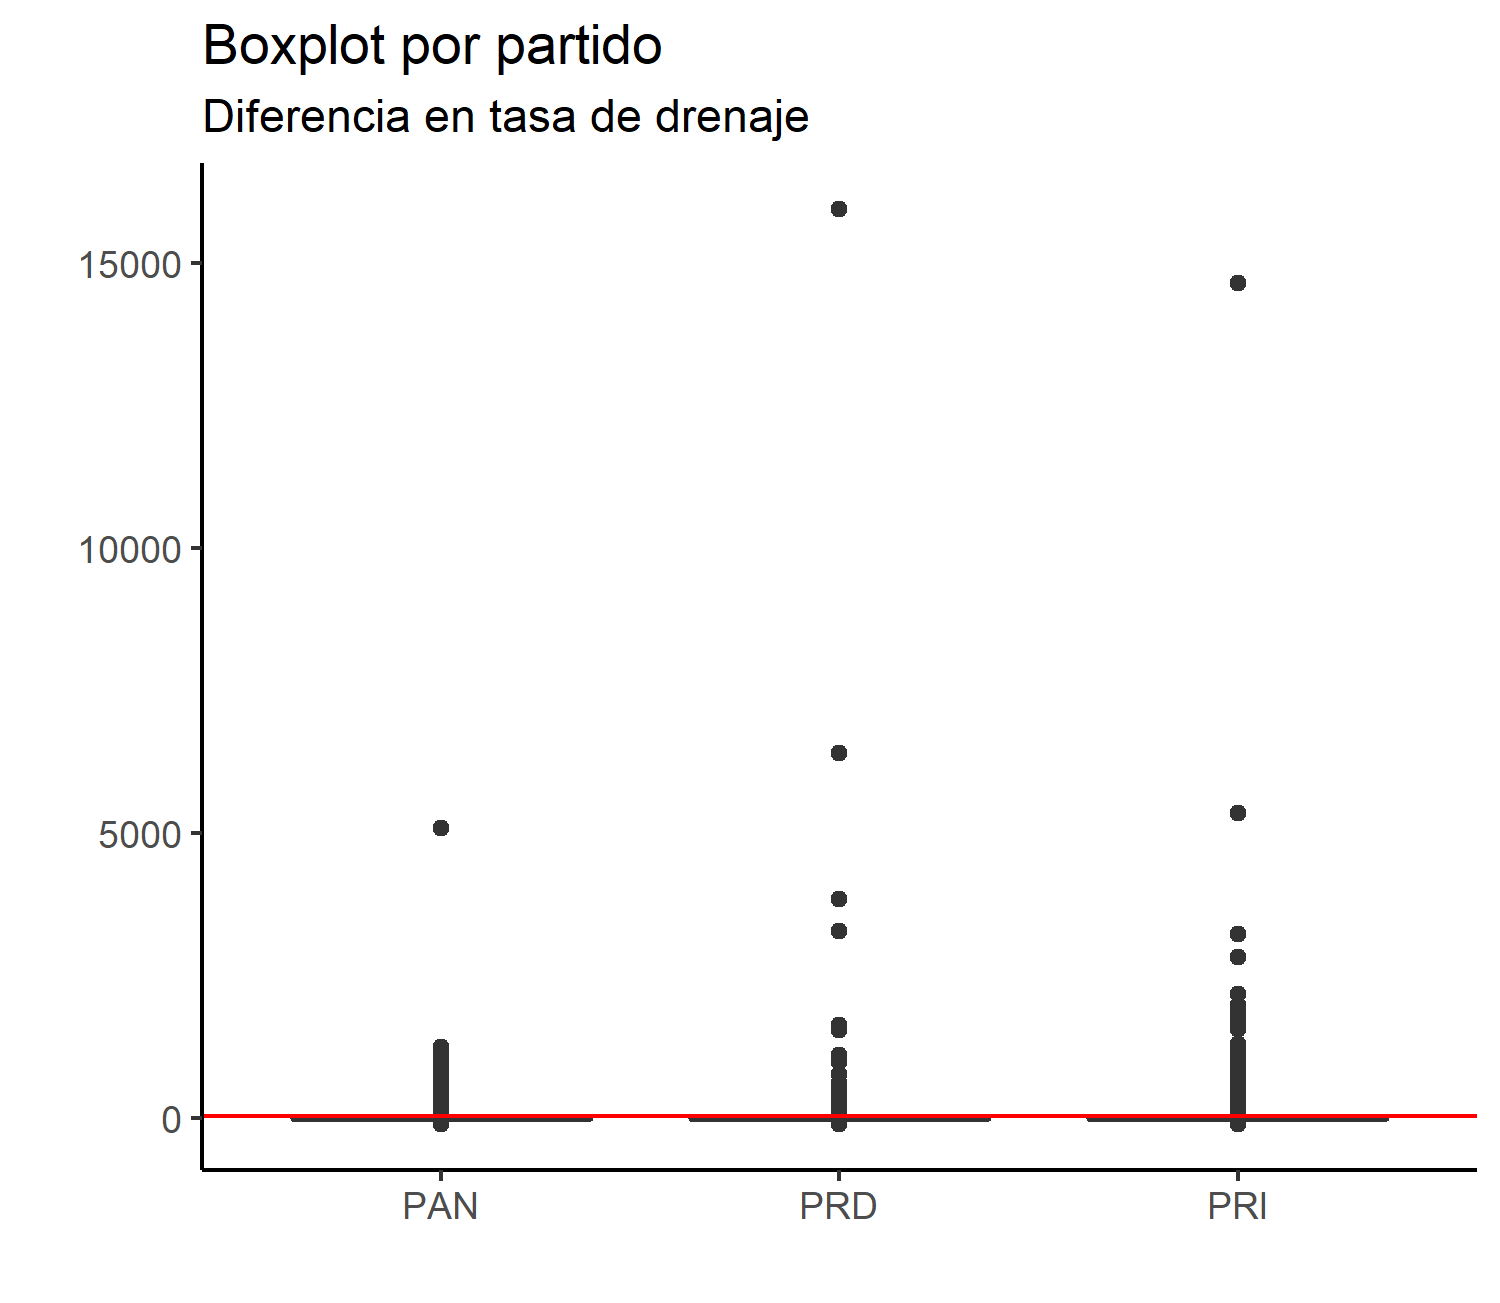 Boxplot por partido
Diferencia en tasa de drenaje
15000
10000
5000
0
PAN PRD PRI